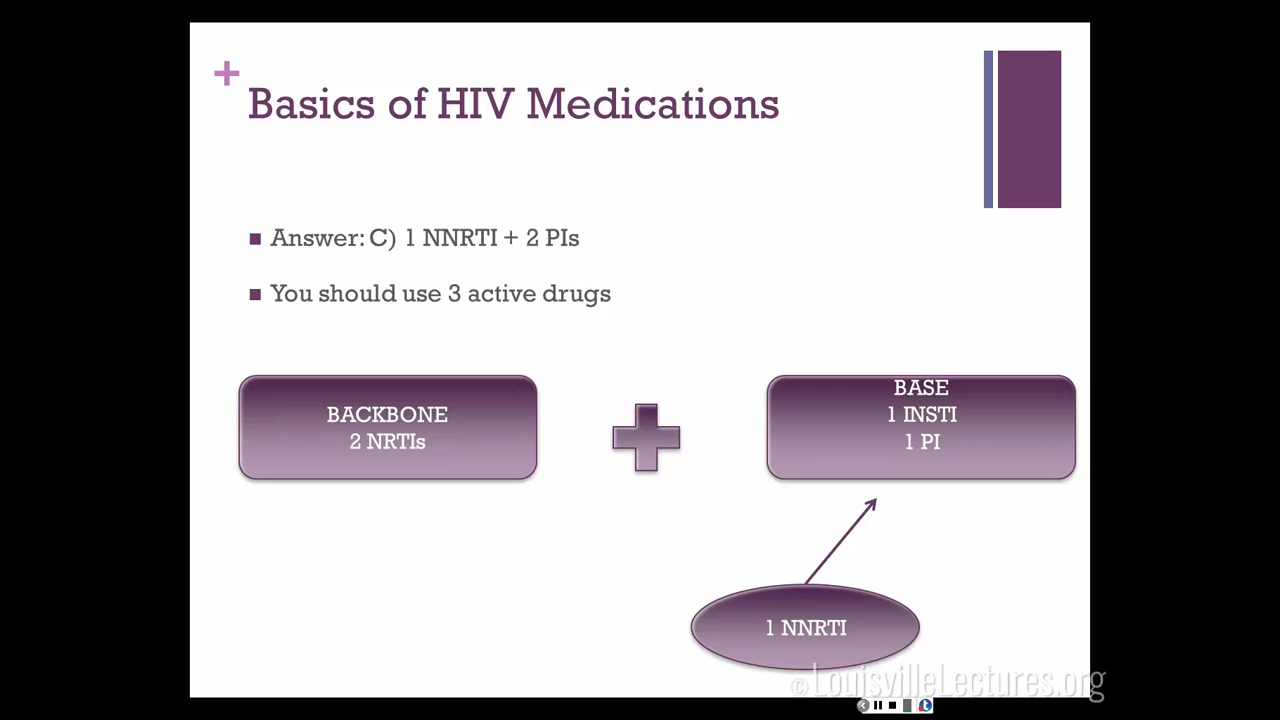 +
Basics of HIV Medications
■ Answer: C) 1 NNRTI + 2 PIs
■ You should use 3 active drugs
BACKBONE
2 NRTIs
BASE
1 INSTI
1 PI
1 NNRTI
© LouisvilleLectures.org